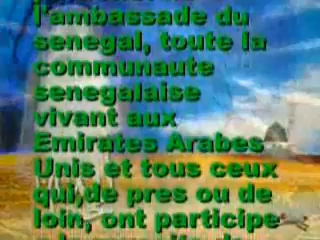 l'ambassade du
senegal, toute la
communaute
senegalaise
vivant aux
Emirates Arabes
Unis et tous ceux
qui,de pres ou de
loin, ont participe